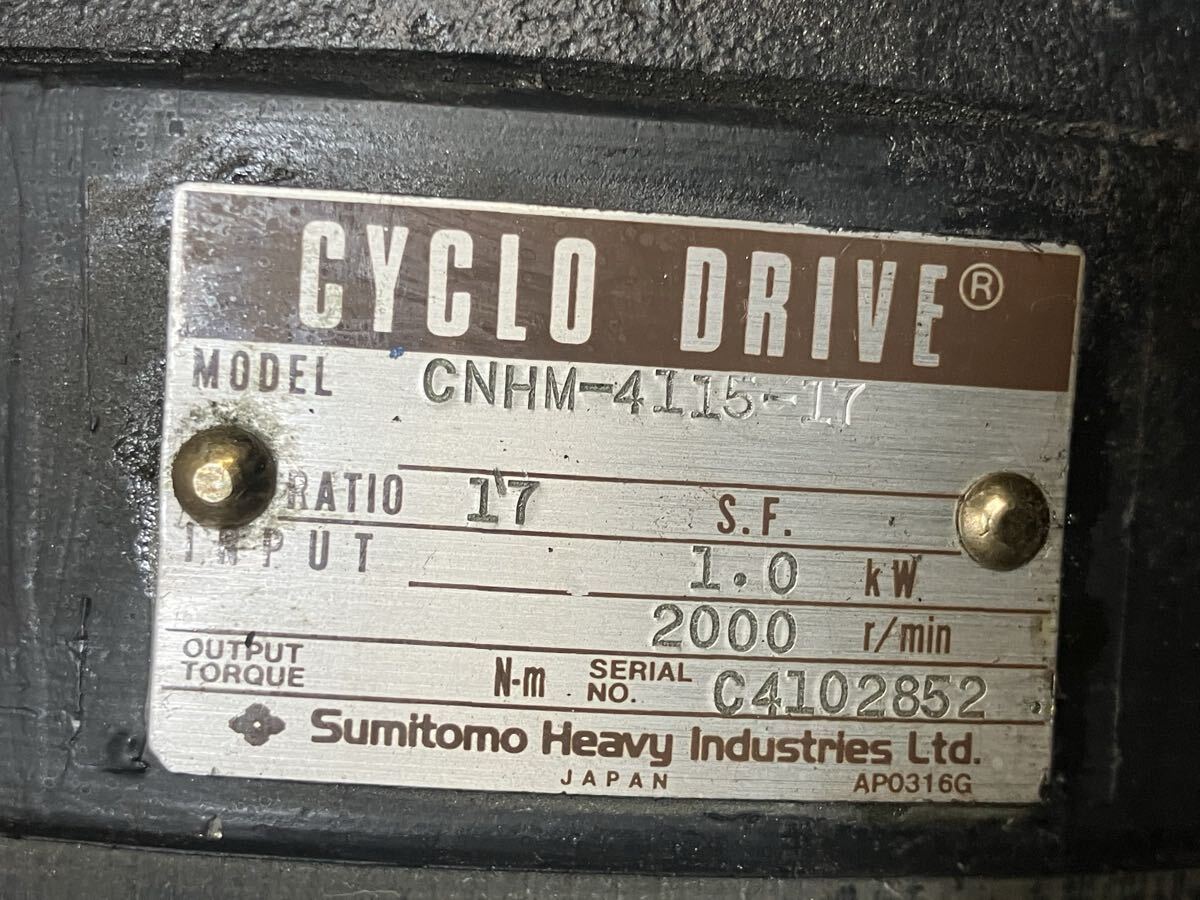 CYCLO DRIVE®
MODEL CNHM-4115-17
RATIO 17 S.F.
INPUT 1.0 kW
2000 r/min
OUTPUT TORQUE N-m SERIAL NO. C4102852
Sumitomo Heavy Industries Ltd.
JAPAN AP0316G